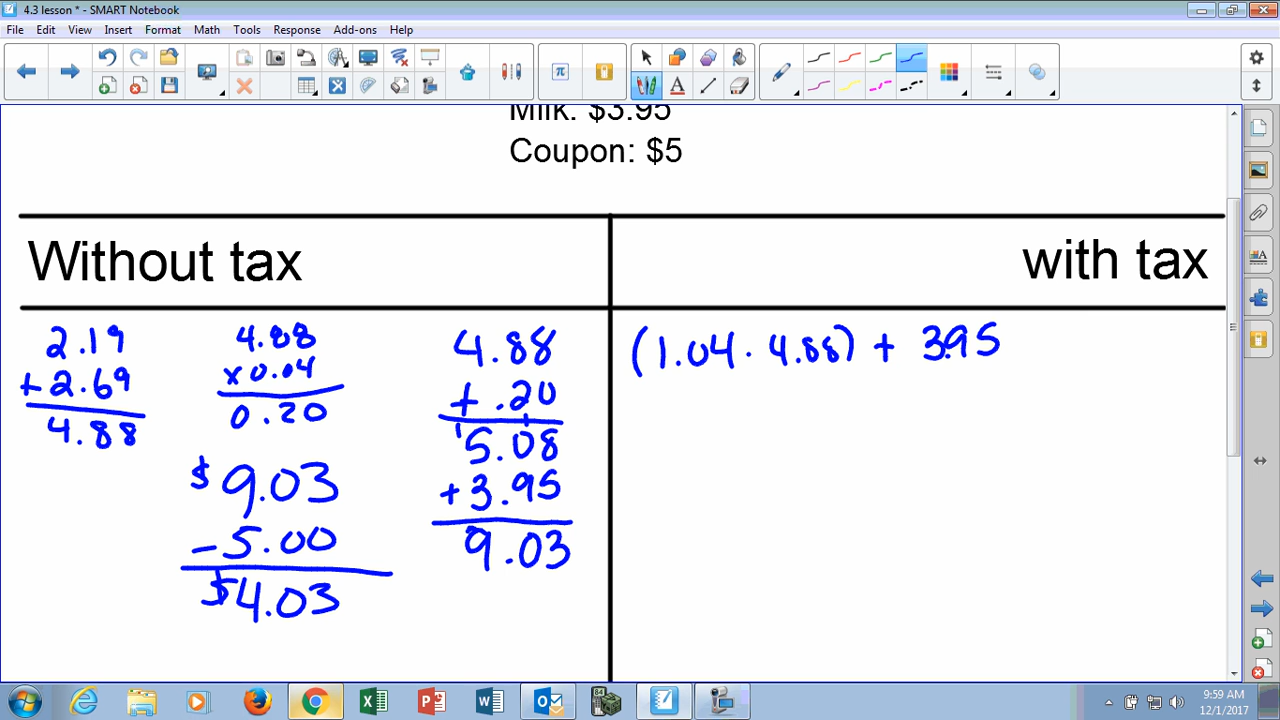 4.3 lesson * - SMART Notebook
File Edit View Insert Format Math Tools Response Add-ons Help
Milk: $3.95
Coupon: $5
Without tax
with tax
2.19
+2.69
4.88
4.88
x0.04
0.20
$9.03
-5.00
$4.03
4.88
+.20
1 1
5.08
+3.95
9.03
(1.04 · 4.88) + 3.95
9:59 AM
12/1/2017